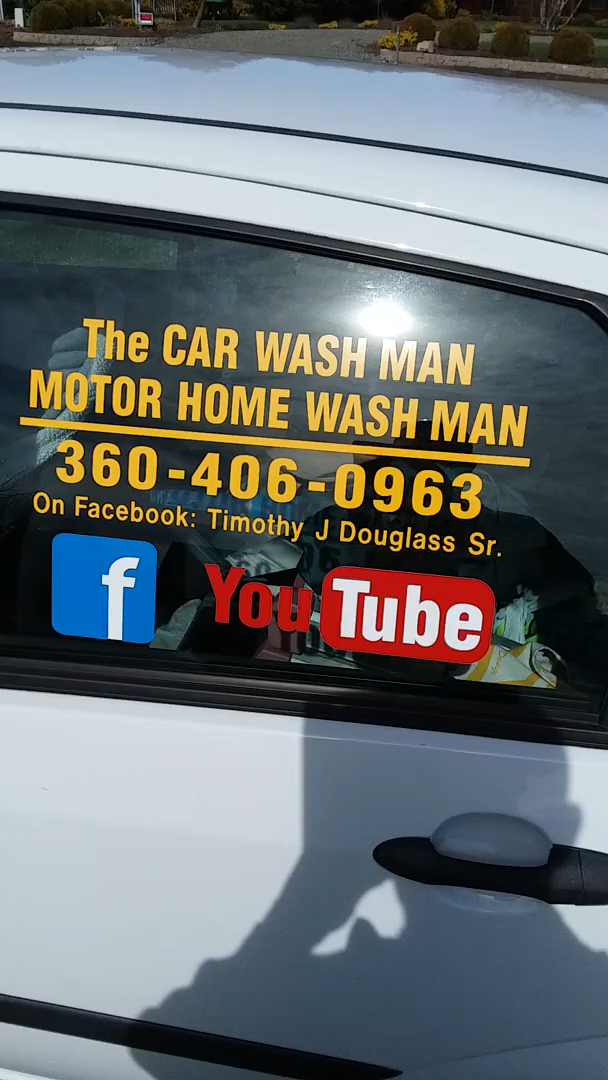 The CAR WASH MAN
MOTOR HOME WASH MAN
360-406-0963
On Facebook: Timothy J Douglass Sr.
f YouTube